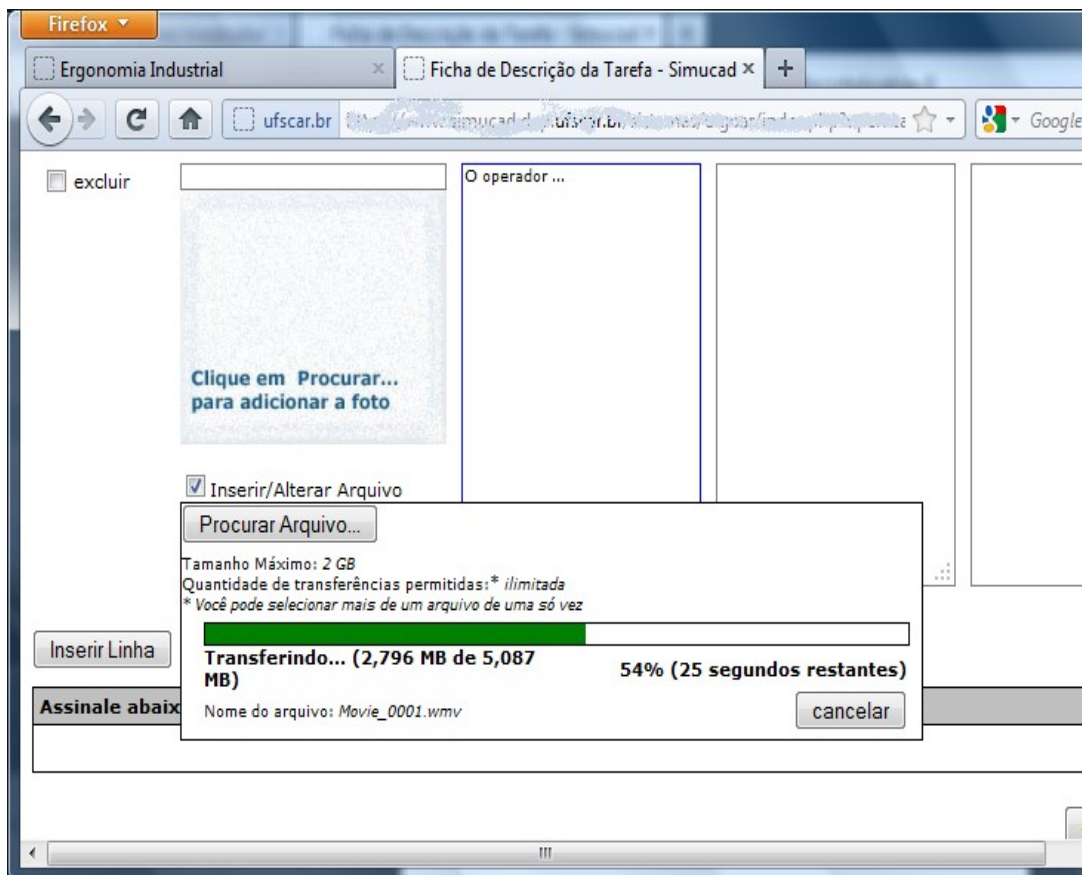 Firefox
Ergonomia Industrial
Ficha de Descrição da Tarefa - Simucad
ufscar.br
ufscar.br
Google
excluir
O operador ...
Clique em Procurar...
para adicionar a foto
Inserir/Alterar Arquivo
Procurar Arquivo...
Tamanho Máximo: 2 GB
Quantidade de transferências permitidas:* ilimitada
* Você pode selecionar mais de um arquivo de uma só vez
Inserir Linha
Transferindo... (2,796 MB de 5,087
MB)
54% (25 segundos restantes)
Assinale abaix
Nome do arquivo: Movie_0001.wmv
cancelar